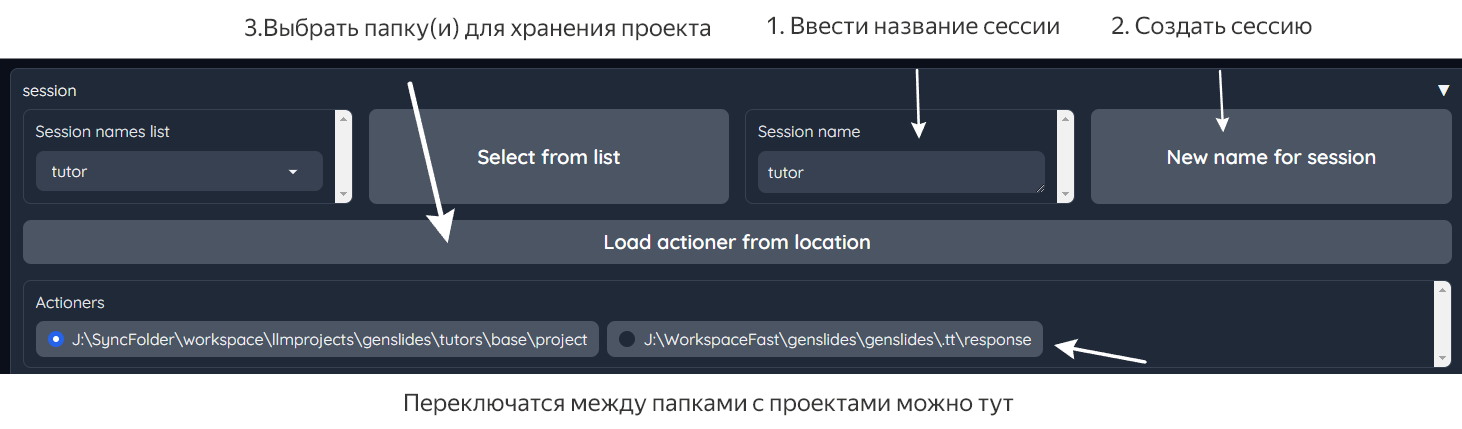 3.Выбрать папку(и) для хранения проекта
1. Ввести название сессии
2. Создать сессию
session
Session names list
tutor
Select from list
Session name
tutor
New name for session
Load actioner from location
Actioners
J:\SyncFolder\workspace\llmprojects\genslides\tutors\base\project
J:\WorkspaceFast\genslides\genslides\.tt\response
Переключатся между папками с проектами можно тут